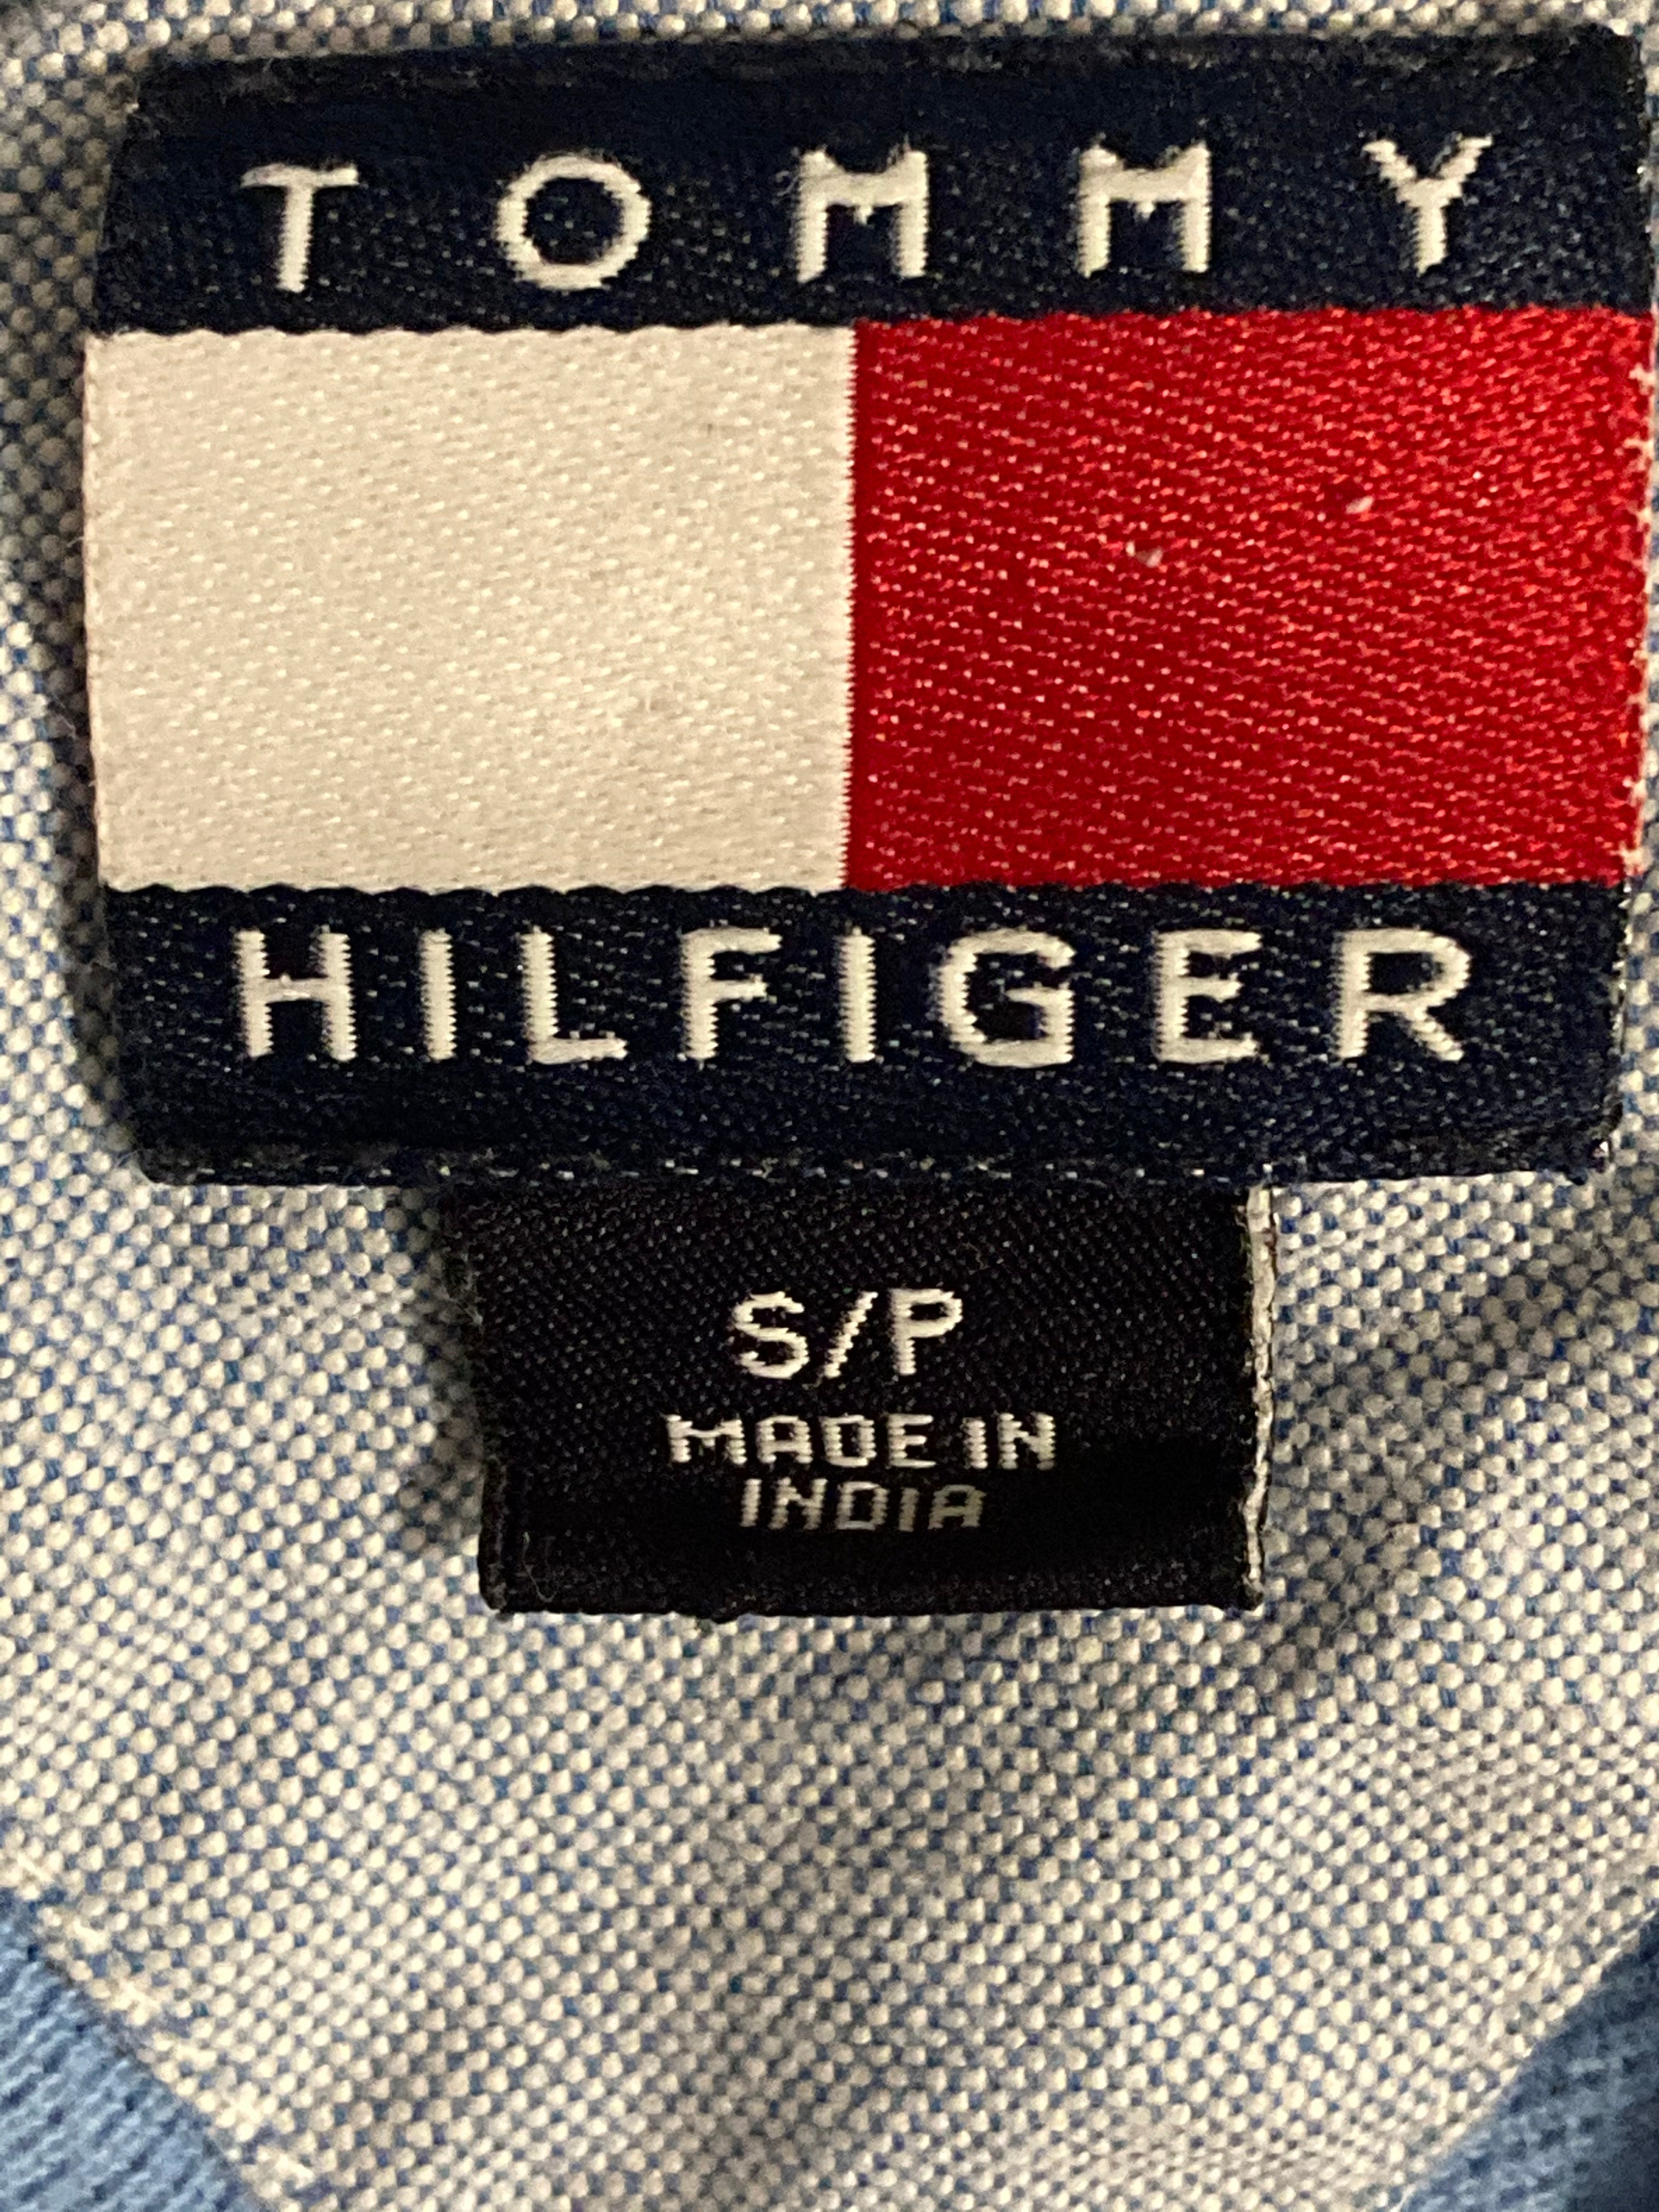 TOMMY
HILFIGER
S/P
MADE IN
INDIA